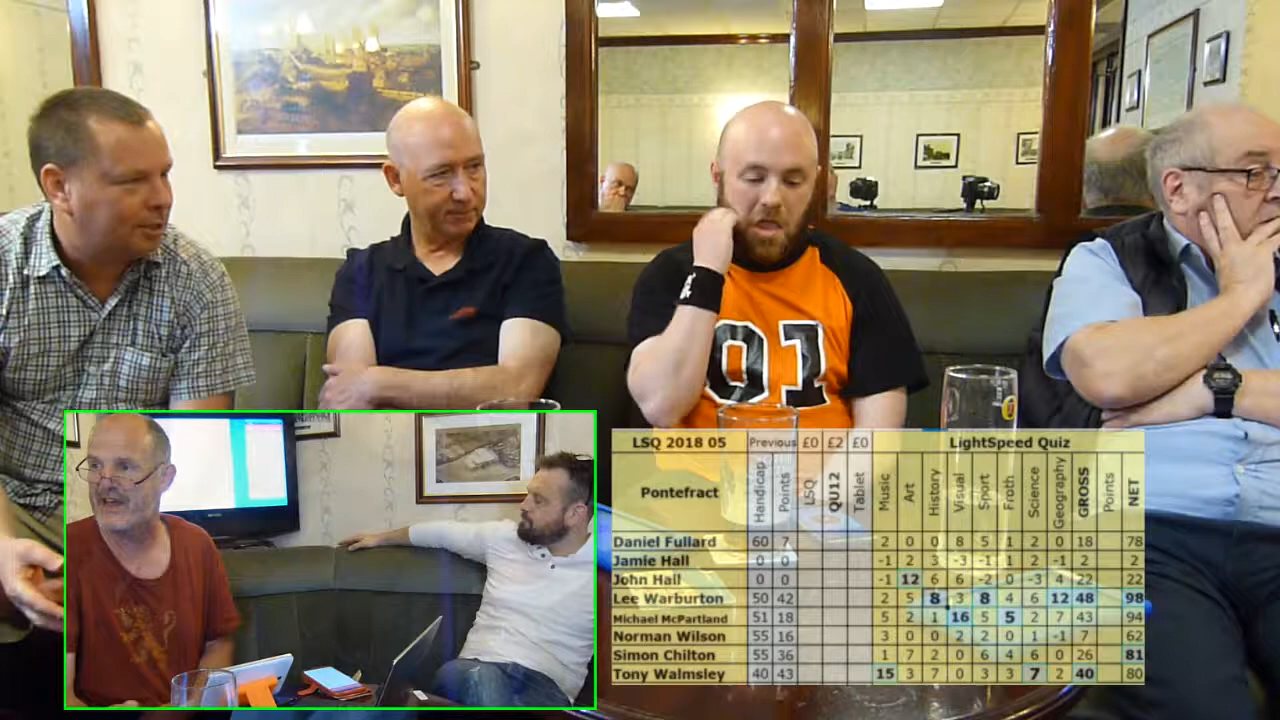 01
LSQ 2018 05 Previous £0 £2 £0 LightSpeed Quiz
Pontefract Handicap Points LSQ QU12 Tablet Music Art History Visual Sport Froth Science Geography GROSS Points NET
Daniel Fullard 60 7 2 0 0 8 5 1 2 0 18 78
Jamie Hall 0 0 -1 2 3 -3 -1 1 2 -1 2 2
John Hall 0 0 -1 12 6 6 -2 0 -3 4 22 22
Lee Warburton 50 42 2 5 8 3 8 4 6 12 48 98
Michael McPartland 51 18 5 2 1 16 5 5 2 7 43 94
Norman Wilson 55 16 3 0 0 2 2 0 1 -1 7 62
Simon Chilton 55 36 1 7 2 0 6 4 6 0 26 81
Tony Walmsley 40 43 15 3 7 0 3 3 7 2 40 80